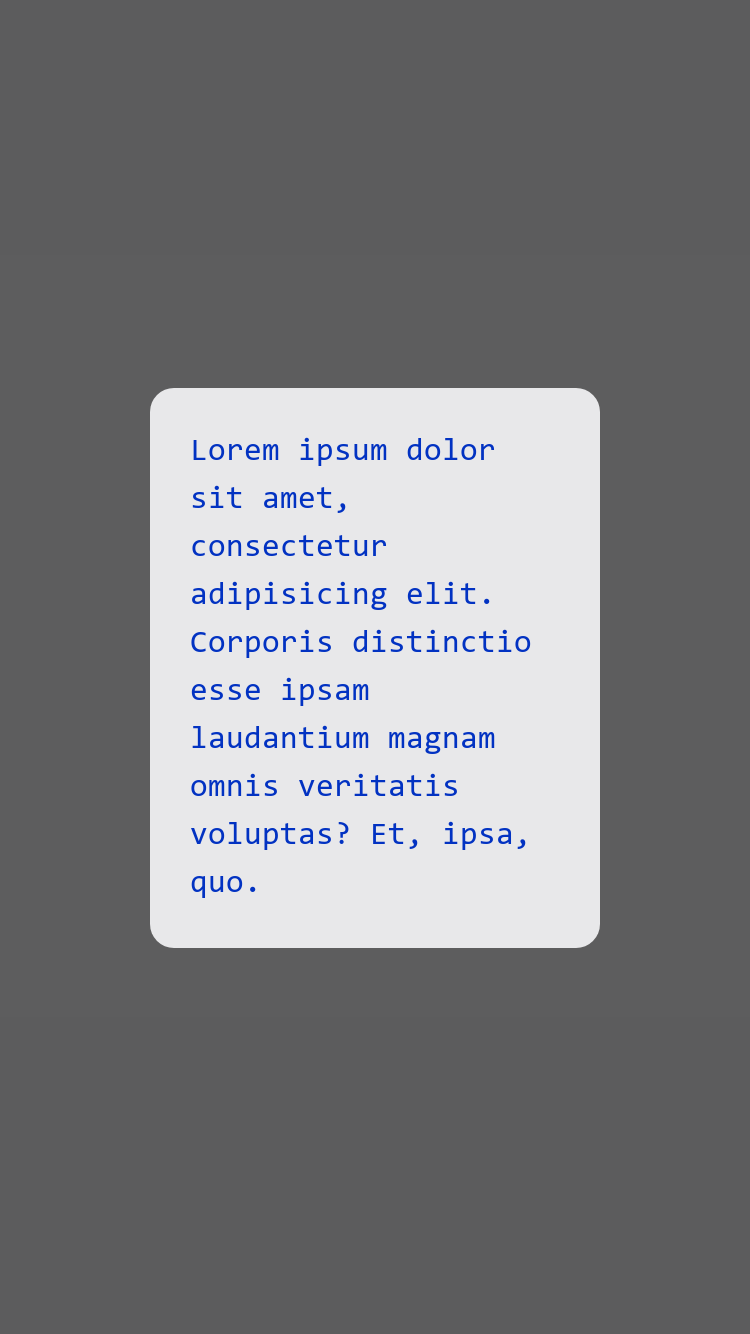 Lorem ipsum dolor
sit amet,
consectetur
adipisicing elit.
Corporis distinctio
esse ipsam
laudantium magnam
omnis veritatis
voluptas? Et, ipsa,
quo.